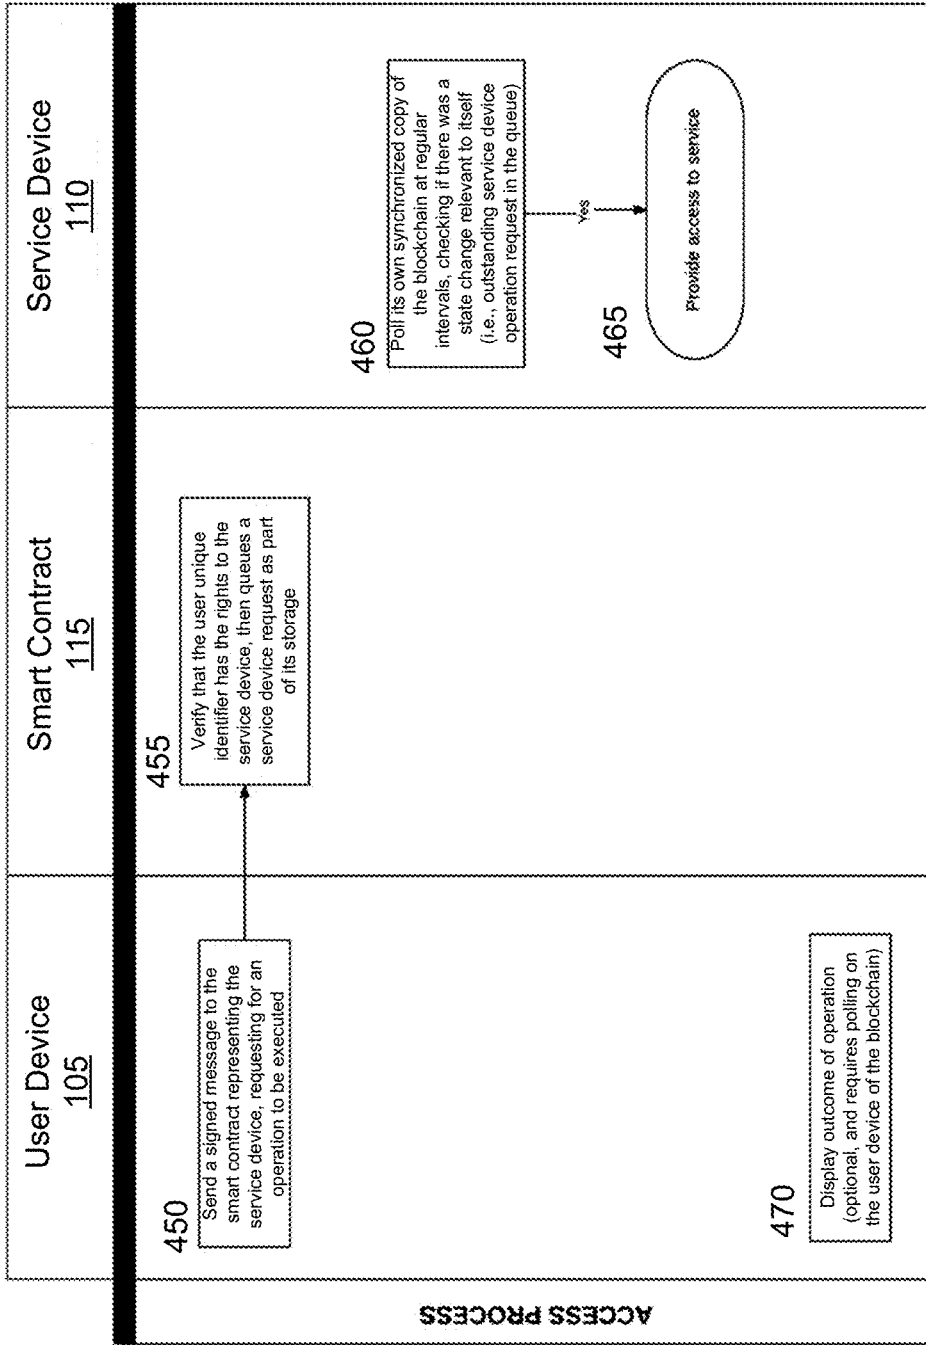 User Device
105
Smart Contract
115
Service Device
110
ACCESS PROCESS
450
Send a signed message to the
smart contract representing the
service device, requesting for an
operation to be executed
455
Verify that the user unique
identifier has the rights to the
service device, then queues a
service device request as part
of its storage
460
Poll its own synchronized copy of
the blockchain at regular
intervals, checking if there was a
state change relevant to itself
(i.e., outstanding service device
operation request in the queue)
Yes
465
Provide access to service
470
Display outcome of operation
(optional, and requires polling on
the user device of the blockchain)